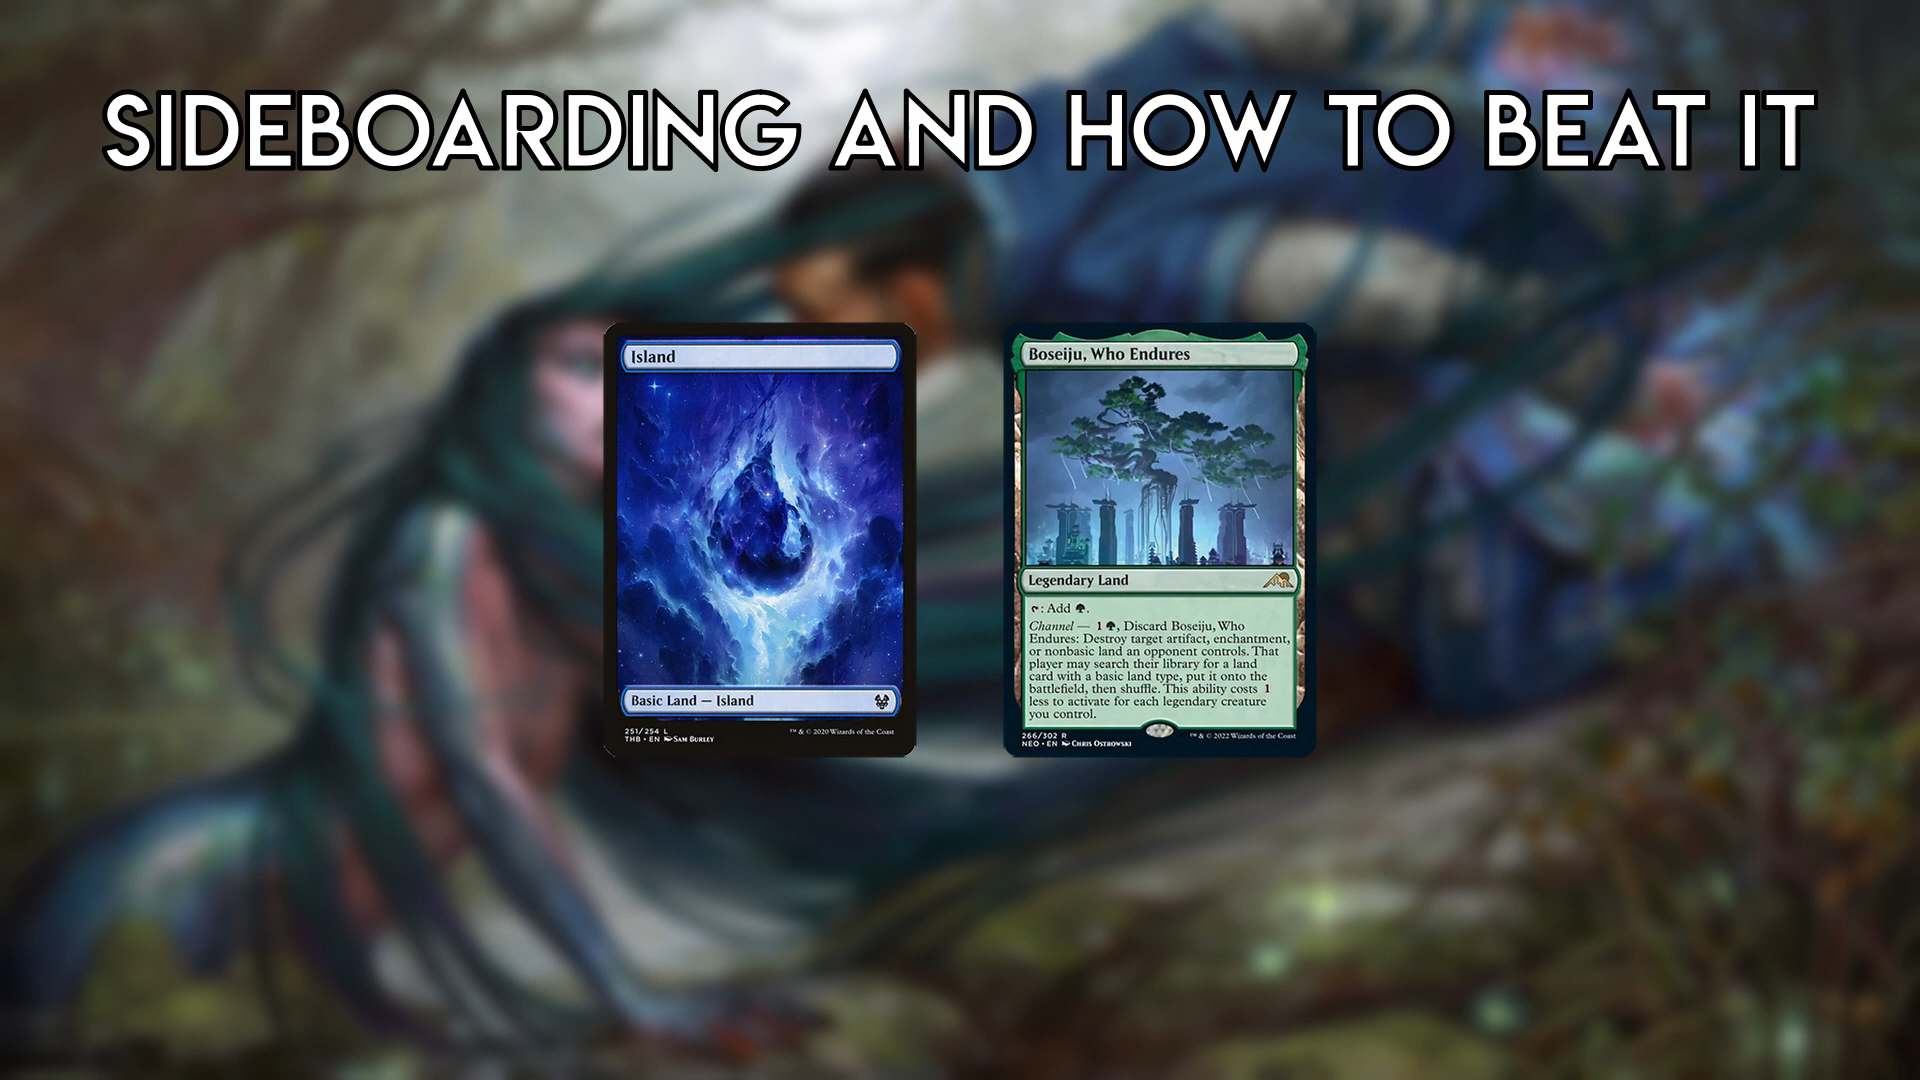 SIDEBOARDING AND HOW TO BEAT IT
Island
Basic Land — Island
251/254 L
THB • EN SAM BURLEY
™ & © 2020 Wizards of the Coast
Boseiju, Who Endures
Legendary Land
: Add .
Channel — 1 , Discard Boseiju, Who
Endures: Destroy target artifact, enchantment,
or nonbasic land an opponent controls. That
player may search their library for a land
card with a basic land type, put it onto the
battlefield, then shuffle. This ability costs 1
less to activate for each legendary creature
you control.
266/302 R
NEO • EN CHRIS OSTROWSKI
™ & © 2022 Wizards of the Coast